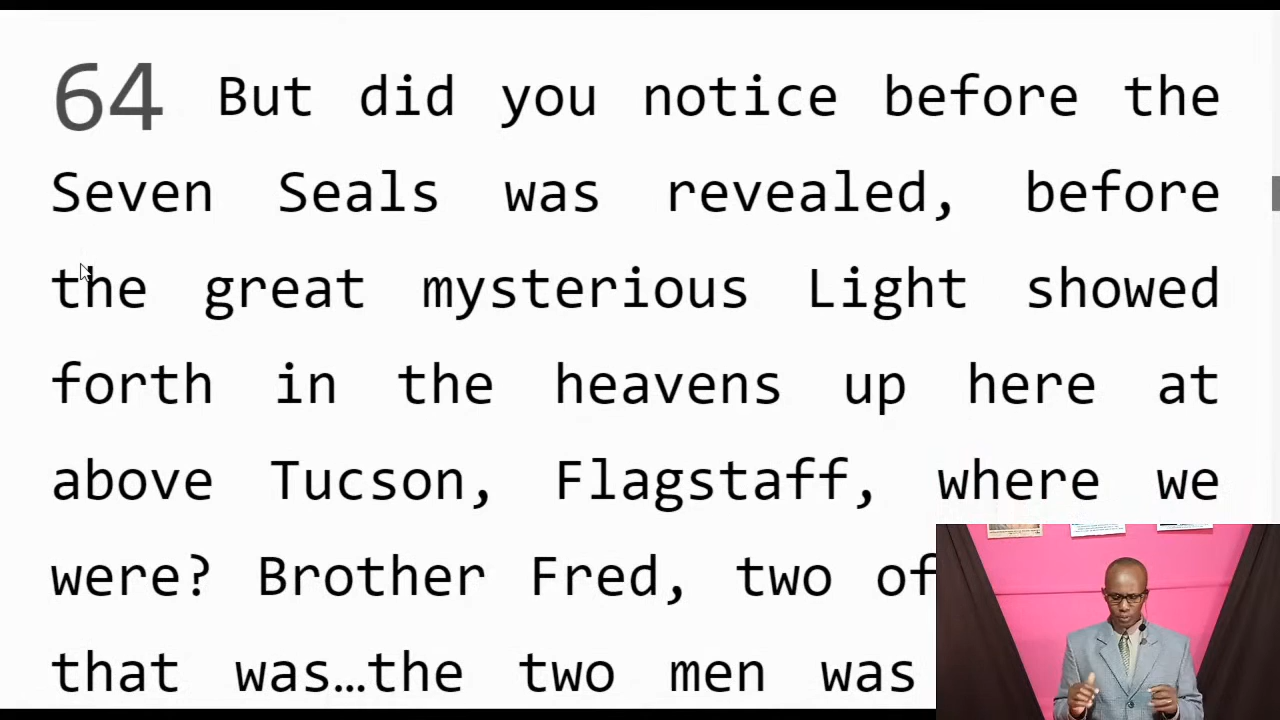 64 But did you notice before the
Seven Seals was revealed, before
the great mysterious Light showed
forth in the heavens up here at
above Tucson, Flagstaff, where we
were? Brother Fred, two of
that was…the two men was